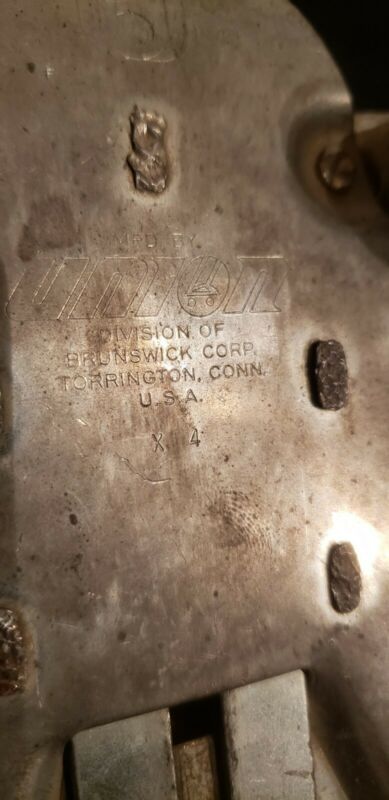 MFD. BY
UNION
DIVISION OF
BRUNSWICK CORP.
TORRINGTON, CONN.
U.S.A.
X 4